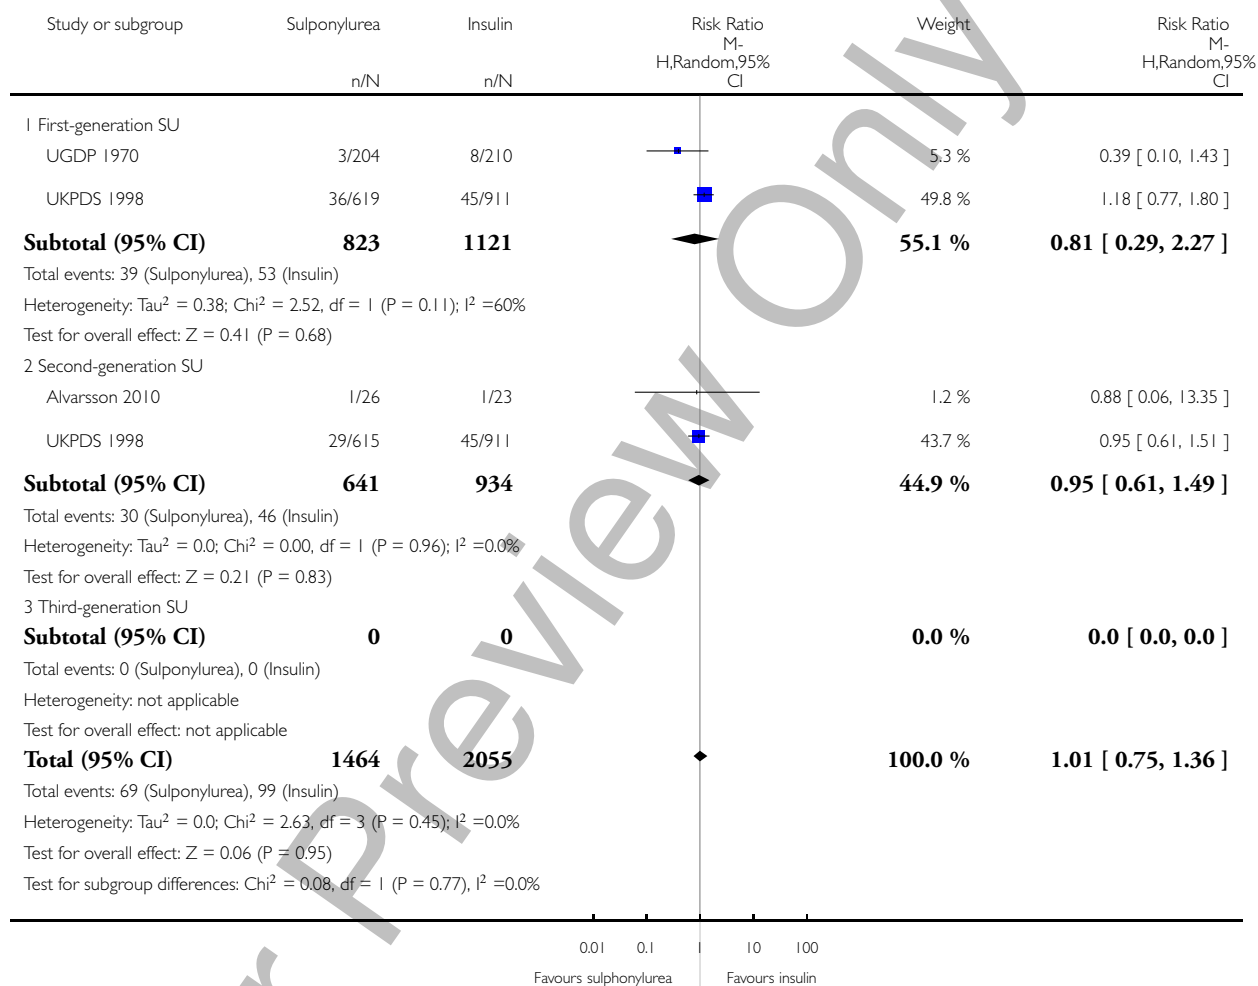 Study or subgroup Sulponylurea Insulin Risk Ratio Weight Risk Ratio
M- M-
H,Random,95% H,Random,95%
n/N n/N CI CI
1 First-generation SU
UGDP 1970 3/204 8/210 5.3 % 0.39 [ 0.10, 1.43 ]
UKPDS 1998 36/619 45/911 49.8 % 1.18 [ 0.77, 1.80 ]
Subtotal (95% CI) 823 1121 55.1 % 0.81 [ 0.29, 2.27 ]
Total events: 39 (Sulponylurea), 53 (Insulin)
Heterogeneity: Tau² = 0.38; Chi² = 2.52, df = 1 (P = 0.11); I² =60%
Test for overall effect: Z = 0.41 (P = 0.68)
2 Second-generation SU
Alvarsson 2010 1/26 1/23 1.2 % 0.88 [ 0.06, 13.35 ]
UKPDS 1998 29/615 45/911 43.7 % 0.95 [ 0.61, 1.51 ]
Subtotal (95% CI) 641 934 44.9 % 0.95 [ 0.61, 1.49 ]
Total events: 30 (Sulponylurea), 46 (Insulin)
Heterogeneity: Tau² = 0.0; Chi² = 0.00, df = 1 (P = 0.96); I² =0.0%
Test for overall effect: Z = 0.21 (P = 0.83)
3 Third-generation SU
Subtotal (95% CI) 0 0 0.0 % 0.0 [ 0.0, 0.0 ]
Total events: 0 (Sulponylurea), 0 (Insulin)
Heterogeneity: not applicable
Test for overall effect: not applicable
Total (95% CI) 1464 2055 100.0 % 1.01 [ 0.75, 1.36 ]
Total events: 69 (Sulponylurea), 99 (Insulin)
Heterogeneity: Tau² = 0.0; Chi² = 2.63, df = 3 (P = 0.45); I² =0.0%
Test for overall effect: Z = 0.06 (P = 0.95)
Test for subgroup differences: Chi² = 0.08, df = 1 (P = 0.77), I² =0.0%
0.01 0.1 1 10 100
Favours sulphonylurea Favours insulin
r Preview Only